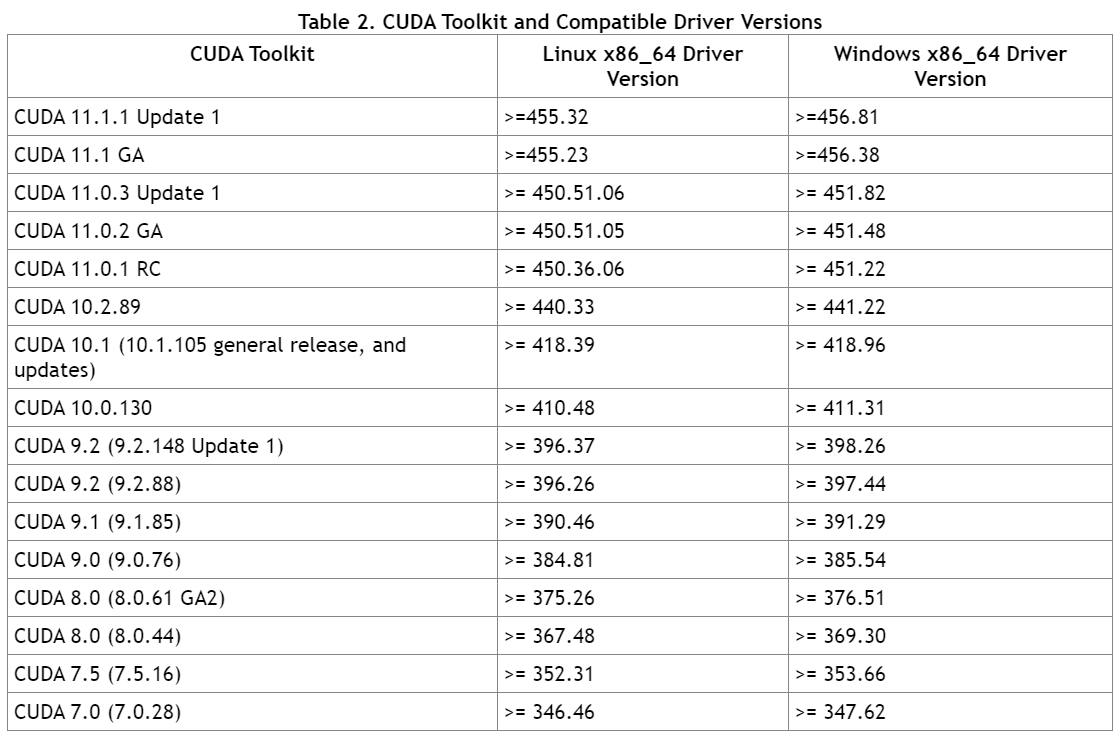 Table 2. CUDA Toolkit and Compatible Driver Versions
CUDA Toolkit Linux x86_64 Driver Version Windows x86_64 Driver Version
CUDA 11.1.1 Update 1 >=455.32 >=456.81
CUDA 11.1 GA >=455.23 >=456.38
CUDA 11.0.3 Update 1 >= 450.51.06 >= 451.82
CUDA 11.0.2 GA >= 450.51.05 >= 451.48
CUDA 11.0.1 RC >= 450.36.06 >= 451.22
CUDA 10.2.89 >= 440.33 >= 441.22
CUDA 10.1 (10.1.105 general release, and updates) >= 418.39 >= 418.96
CUDA 10.0.130 >= 410.48 >= 411.31
CUDA 9.2 (9.2.148 Update 1) >= 396.37 >= 398.26
CUDA 9.2 (9.2.88) >= 396.26 >= 397.44
CUDA 9.1 (9.1.85) >= 390.46 >= 391.29
CUDA 9.0 (9.0.76) >= 384.81 >= 385.54
CUDA 8.0 (8.0.61 GA2) >= 375.26 >= 376.51
CUDA 8.0 (8.0.44) >= 367.48 >= 369.30
CUDA 7.5 (7.5.16) >= 352.31 >= 353.66
CUDA 7.0 (7.0.28) >= 346.46 >= 347.62